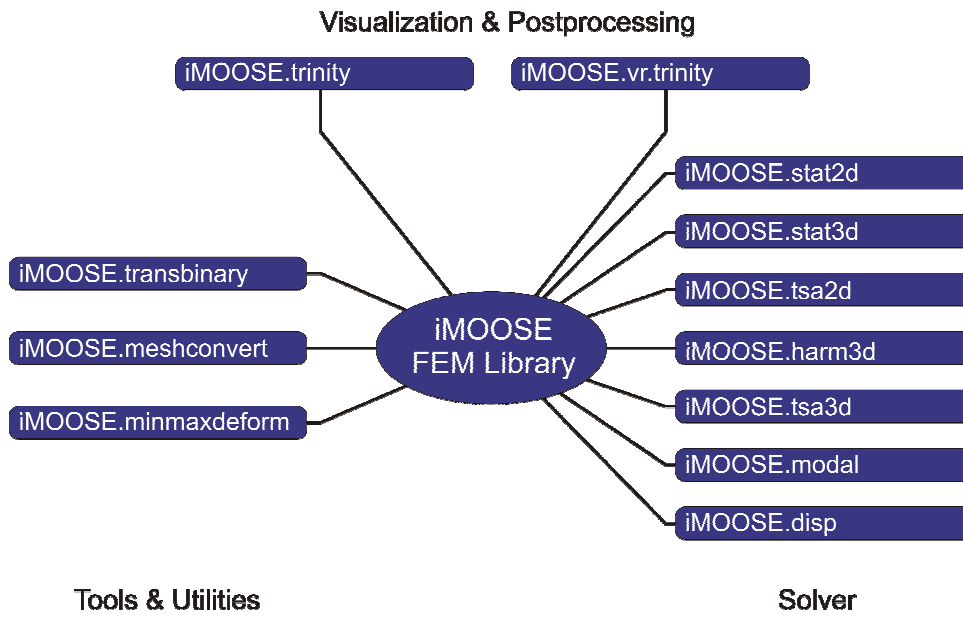 Visualization & Postprocessing
iMOOSE.trinity
iMOOSE.vr.trinity
iMOOSE.stat2d
iMOOSE.stat3d
iMOOSE.transbinary
iMOOSE.tsa2d
iMOOSE
FEM Library
iMOOSE.meshconvert
iMOOSE.harm3d
iMOOSE.tsa3d
iMOOSE.minmaxdeform
iMOOSE.modal
iMOOSE.disp
Tools & Utilities
Solver